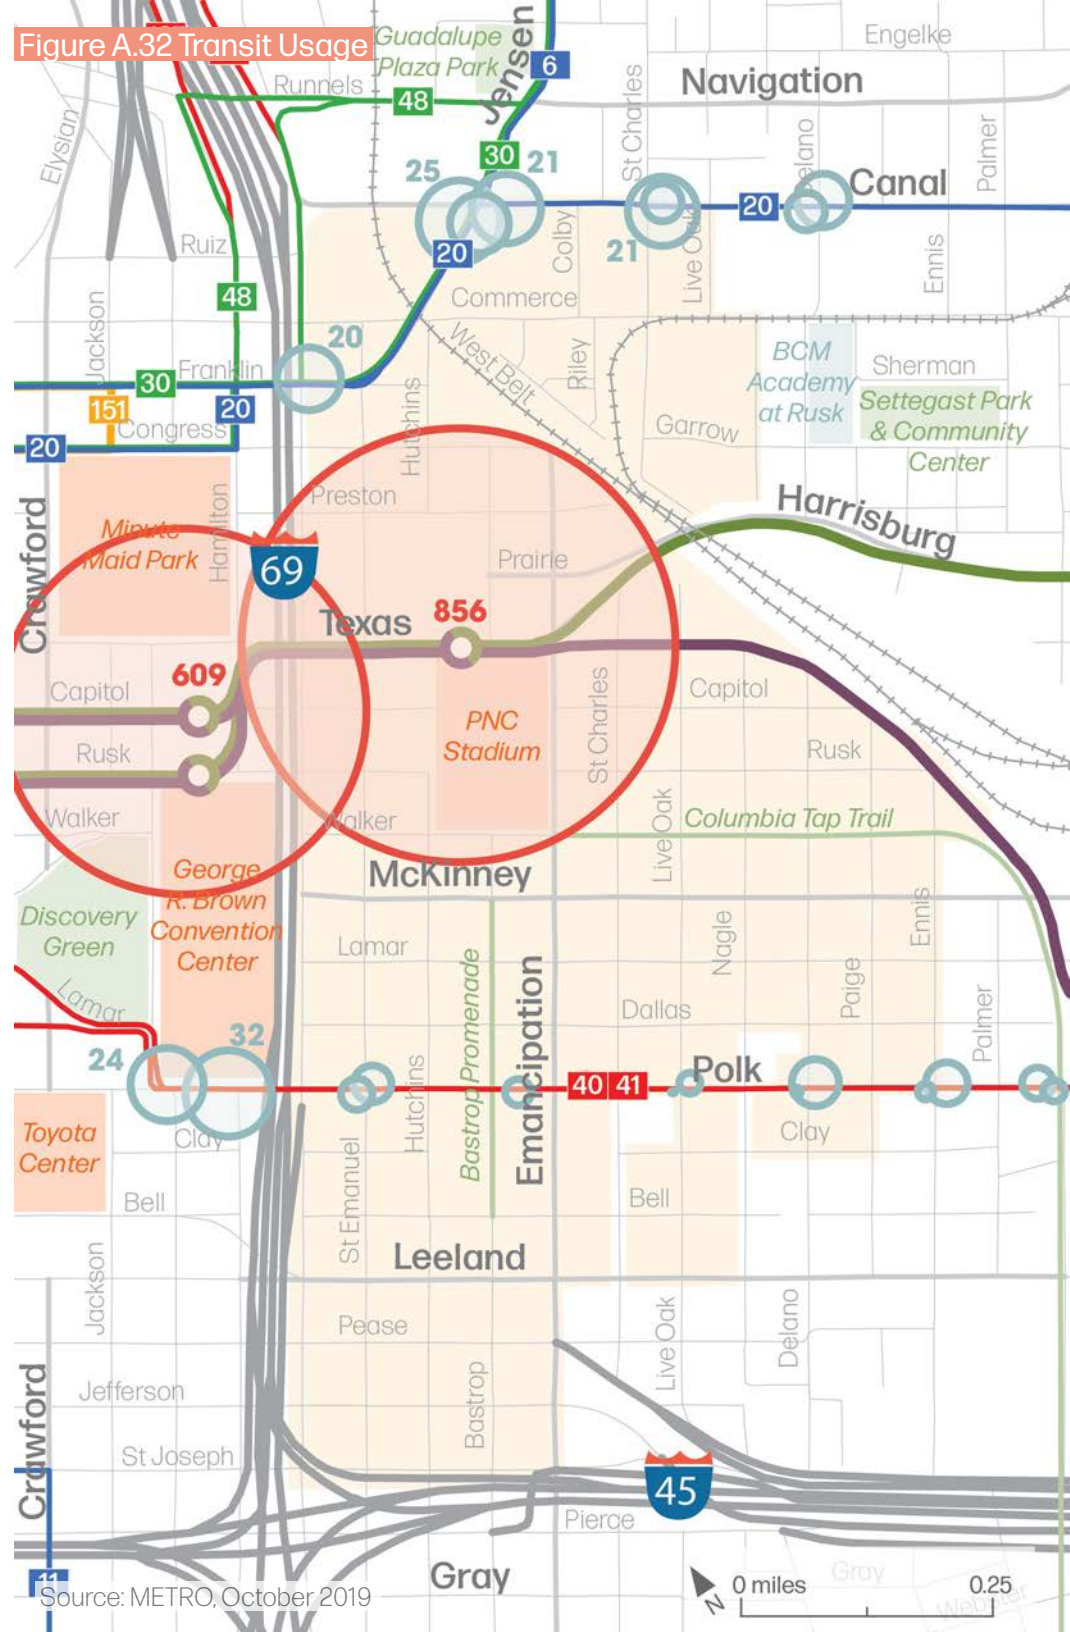 Figure A.32 Transit Usage
Guadalupe
Plaza Park
Jensen
6
Engelke
Navigation
Runnels
48
Elysian
30
St Charles
Delano
Palmer
25
21
Canal
20
21
20
Colby
Live Oak
Ennis
Ruiz
48
Commerce
Jackson
20
West Belt
Riley
BCM
Academy
at Rusk
Sherman
Settegast Park
& Community
Center
Franklin
30
151
20
Congress
20
Hutchins
Garrow
Crawford
Hamilton
Preston
Harrisburg
Minute
Maid Park
69
Prairie
Texas
856
609
Capitol
Rusk
PNC
Stadium
St Charles
Capitol
Rusk
Walker
Walker
Live Oak
Columbia Tap Trail
McKinney
George
R. Brown
Convention
Center
Discovery
Green
Lamar
Lamar
Bastrop Promenade
Emancipation
Nagle
Ennis
Dallas
Paige
Palmer
24
32
40
41
Polk
Hutchins
Toyota
Center
Clay
Clay
St Emanuel
Bell
Bell
Leeland
Jackson
Pease
Live Oak
Delano
Crawford
Jefferson
Bastrop
St Joseph
45
Pierce
Gray
Gray
11
Source: METRO, October 2019
N
0 miles
0.25
Webster